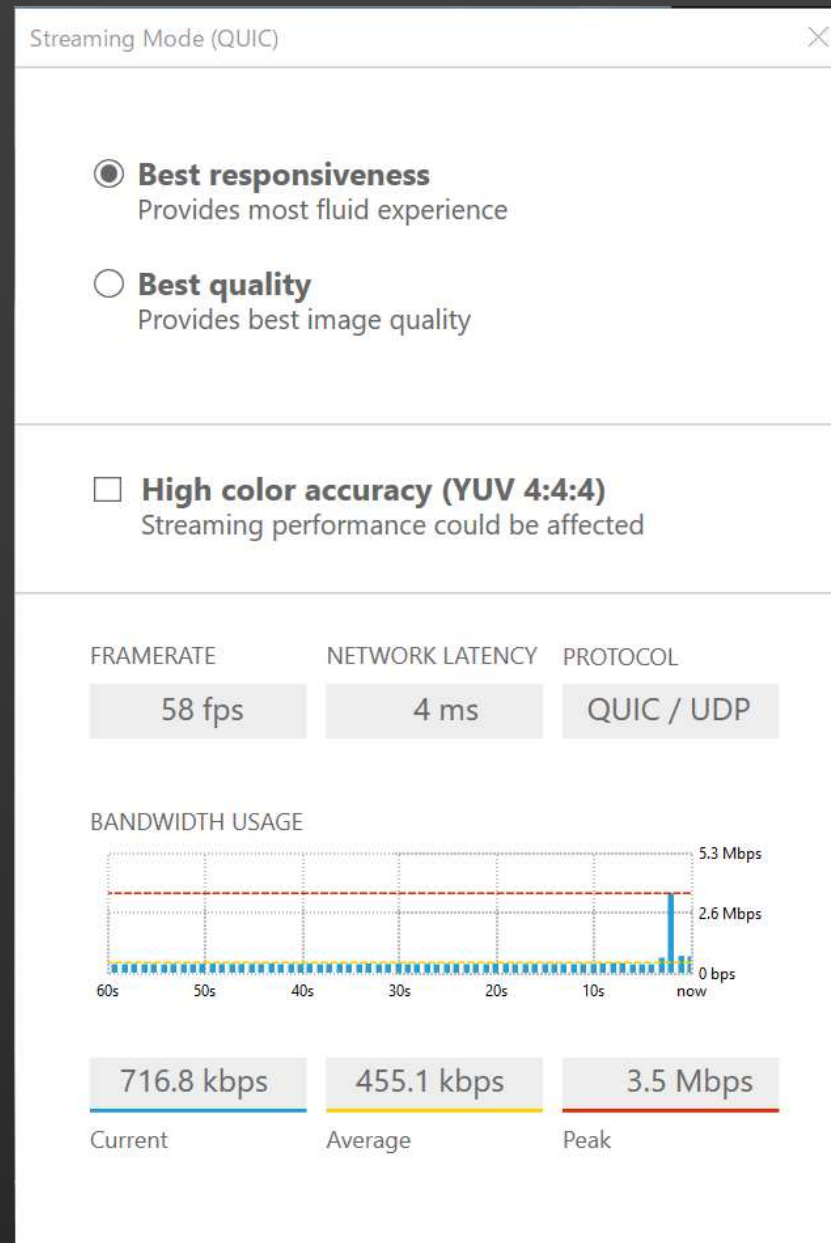 Streaming Mode (QUIC)
Best responsiveness
Provides most fluid experience
Best quality
Provides best image quality
High color accuracy (YUV 4:4:4)
Streaming performance could be affected
FRAMERATE NETWORK LATENCY PROTOCOL
58 fps 4 ms QUIC / UDP
BANDWIDTH USAGE
5.3 Mbps
2.6 Mbps
0 bps
60s 50s 40s 30s 20s 10s now
716.8 kbps 455.1 kbps 3.5 Mbps
Current Average Peak